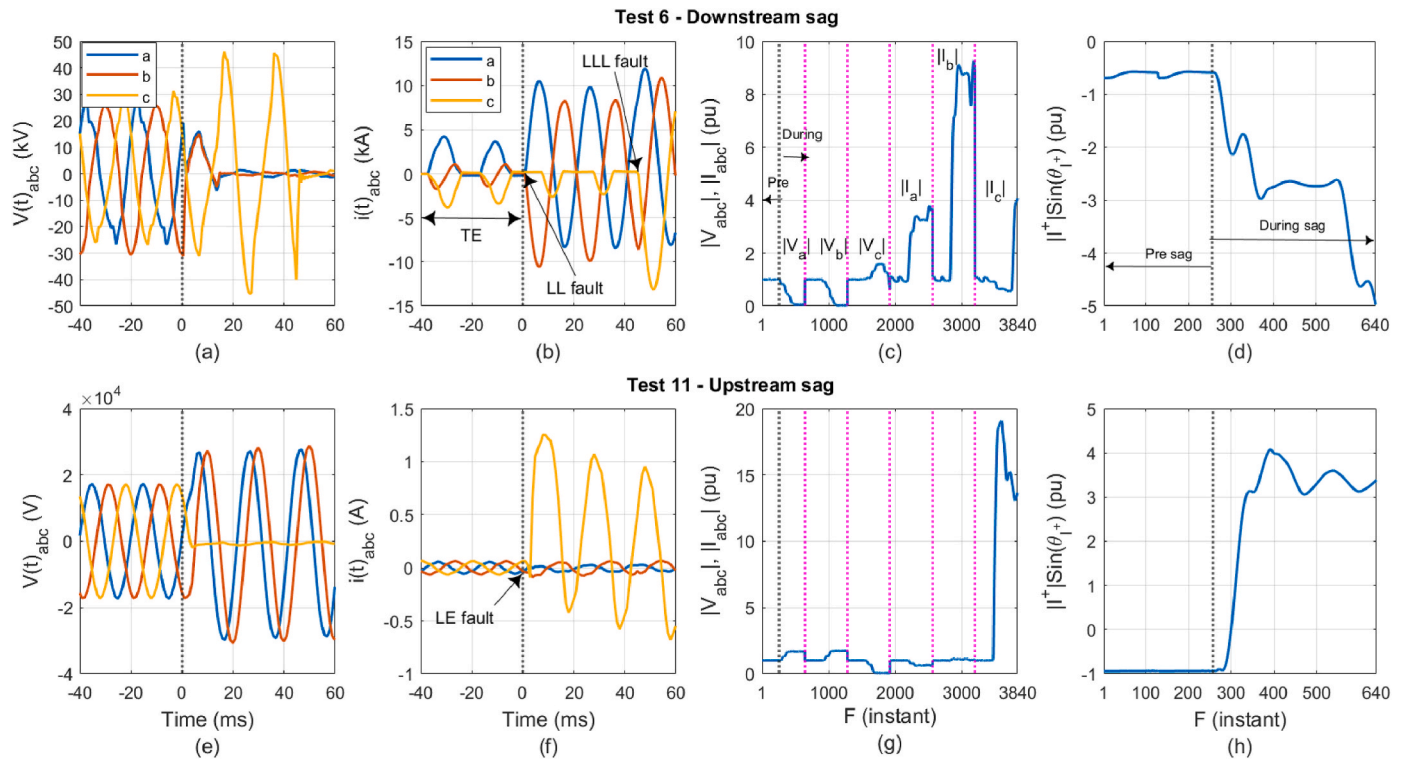 Test 6 - Downstream sag
V(t)abc (kV)
50
40
30
20
10
0
-10
-20
-30
-40
-50
a
b
c
-40 -20 0 20 40 60
(a)
i(t)abc (kA)
15
10
5
0
-5
-10
-15
a
b
c
LLL fault
TE
LL fault
-40 -20 0 20 40 60
(b)
|Vabc|, |Iabc| (pu)
10
8
6
4
2
0
During
Pre
|Va| |Vb| |Vc|
|Ia|
|Ib|
|Ic|
1 1000 2000 3000 3840
(c)
|I+|Sin(θI+) (pu)
0
-1
-2
-3
-4
-5
Pre sag
During sag
1 100 200 300 400 500 640
(d)
Test 11 - Upstream sag
×10^4
V(t)abc (V)
4
2
0
-2
-4
-40 -20 0 20 40 60
Time (ms)
(e)
i(t)abc (A)
1.5
1
0.5
0
-0.5
-1
LE fault
-40 -20 0 20 40 60
Time (ms)
(f)
|Vabc|, |Iabc| (pu)
20
15
10
5
0
1 1000 2000 3000 3840
F (instant)
(g)
|I+|Sin(θI+) (pu)
5
4
3
2
1
0
-1
1 100 200 300 400 500 640
F (instant)
(h)